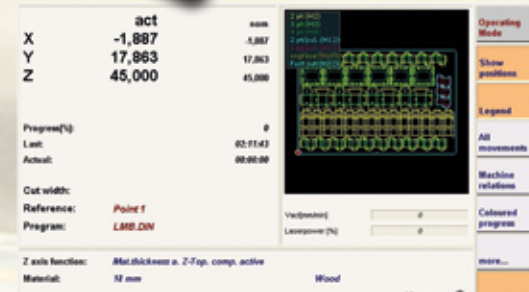 act nom
X -1,887 -1,887
Y 17,863 17,863
Z 45,000 45,000
Progress[%]: 0
Last: 02:11:43
Actual: 00:00:00
Cut width:
Reference: Point 1
Program: LMB.DIN
Vact[mm/min] 0
Laserpower [%] 0
Z axis function: Mat.thickness a. Z-Top. comp. active
Material: 18 mm Wood
Operating
Mode
Show
positions
Legend
All
movements
Machine
relations
Coloured
progress
more...